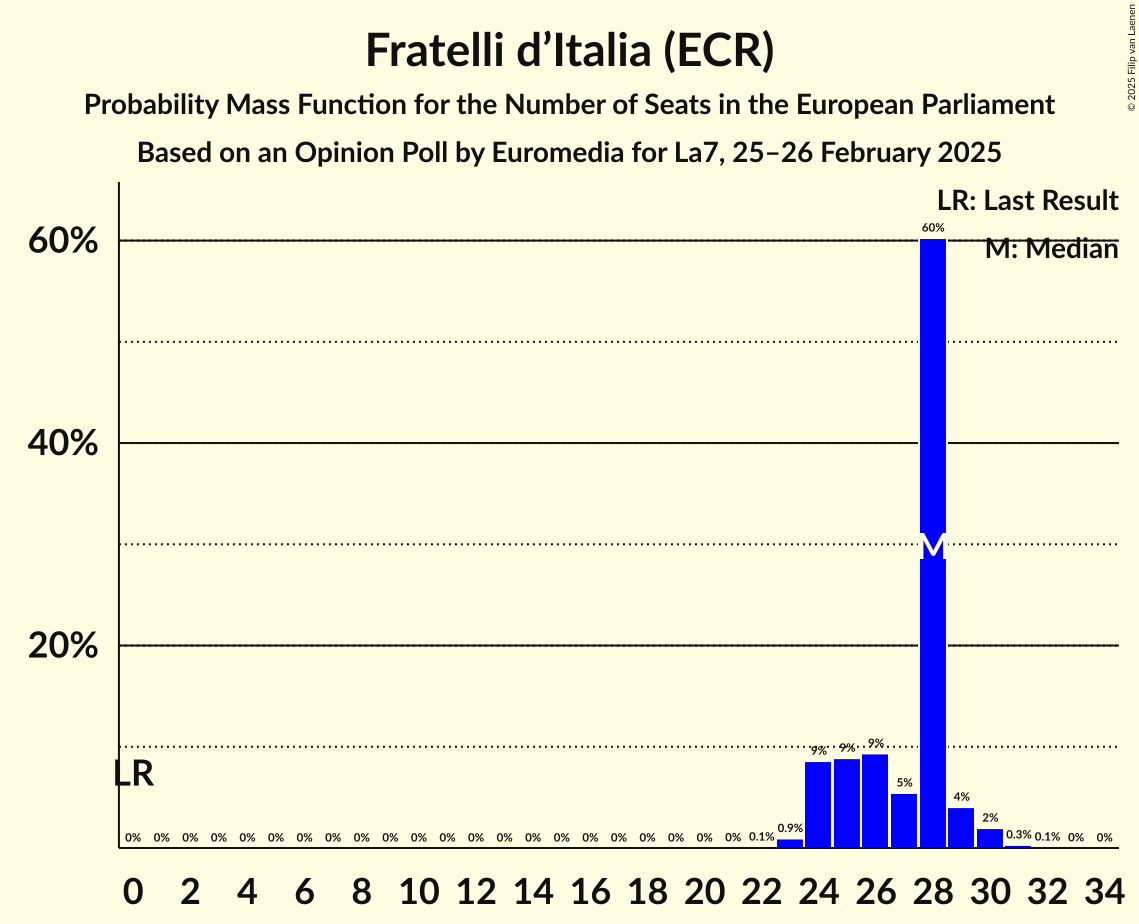 Fratelli d’Italia (ECR)
Probability Mass Function for the Number of Seats in the European Parliament
Based on an Opinion Poll by Euromedia for La7, 25–26 February 2025
© 2025 Filip van Laenen
LR: Last Result
M: Median
60%
40%
20%
60%
M
LR
0% 0% 0% 0% 0% 0% 0% 0% 0% 0% 0% 0% 0% 0% 0% 0% 0% 0% 0% 0% 0% 0% 0.1% 0.9% 9% 9% 9% 5% 4% 2% 0.3% 0.1% 0% 0%
0 2 4 6 8 10 12 14 16 18 20 22 24 26 28 30 32 34